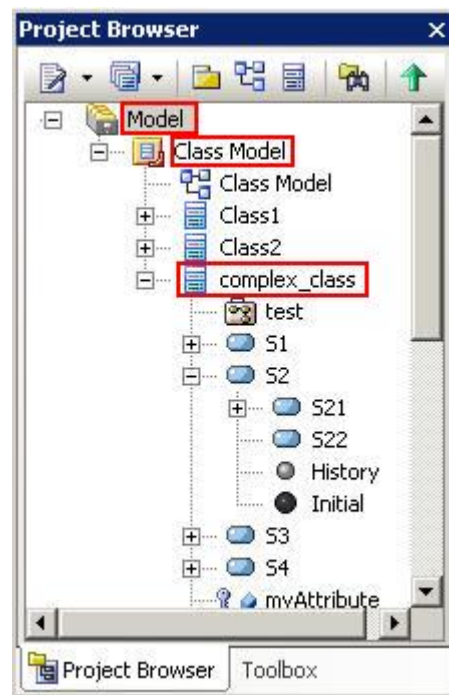 Project Browser
Model
Class Model
Class Model
Class1
Class2
complex_class
test
S1
S2
S21
S22
History
Initial
S3
S4
myAttribute
Project Browser Toolbox